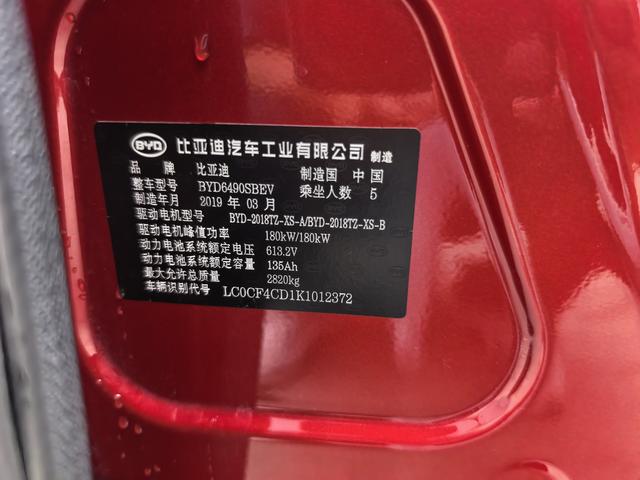 BYD 比亚迪汽车工业有限公司 制造
品牌 比亚迪 制造国 中国
整车型号 BYD6490SBEV 乘坐人数 5
制造年月 2019 年 03 月
驱动电机型号 BYD-2018TZ-XS-A/BYD-2018TZ-XS-B
驱动电机峰值功率 180kW/180kW
动力电池系统额定电压 613.2V
动力电池系统额定容量 135Ah
最大允许总质量 2820kg
车辆识别代号 LC0CF4CD1K1012372